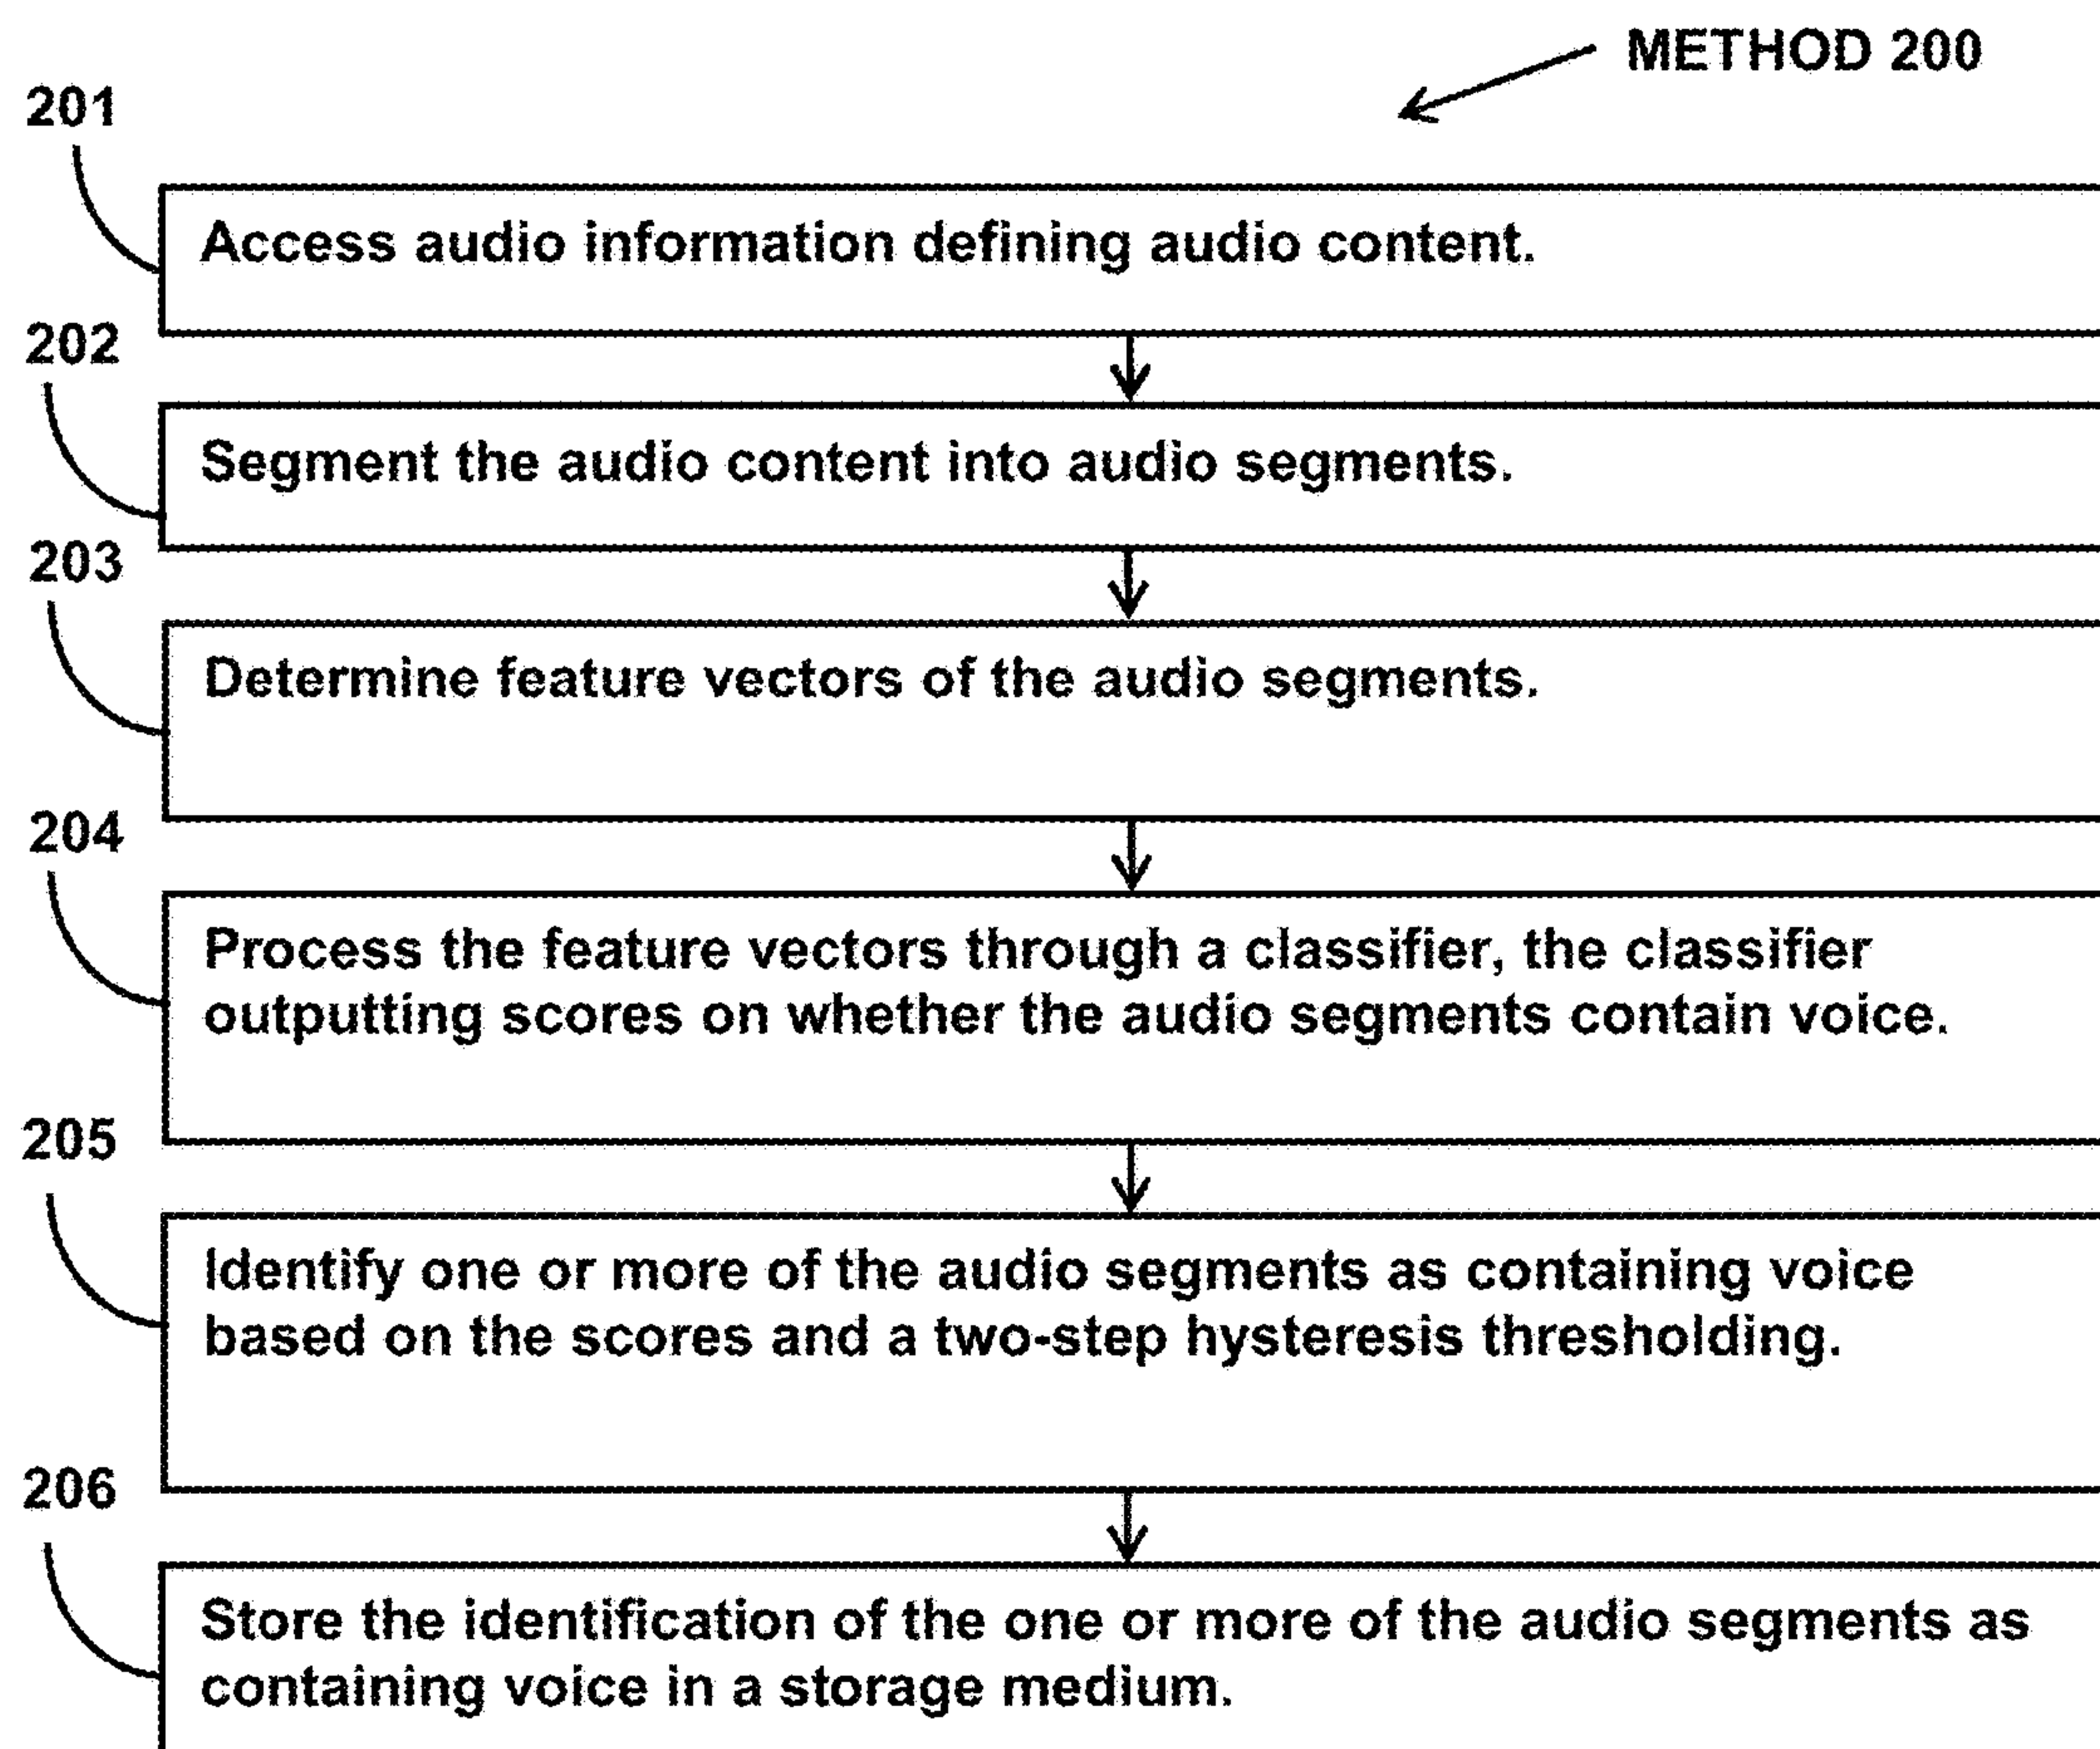 METHOD 200
201
Access audio information defining audio content.
202
Segment the audio content into audio segments.
203
Determine feature vectors of the audio segments.
204
Process the feature vectors through a classifier, the classifier
outputting scores on whether the audio segments contain voice.
205
Identify one or more of the audio segments as containing voice
based on the scores and a two-step hysteresis thresholding.
206
Store the identification of the one or more of the audio segments as
containing voice in a storage medium.